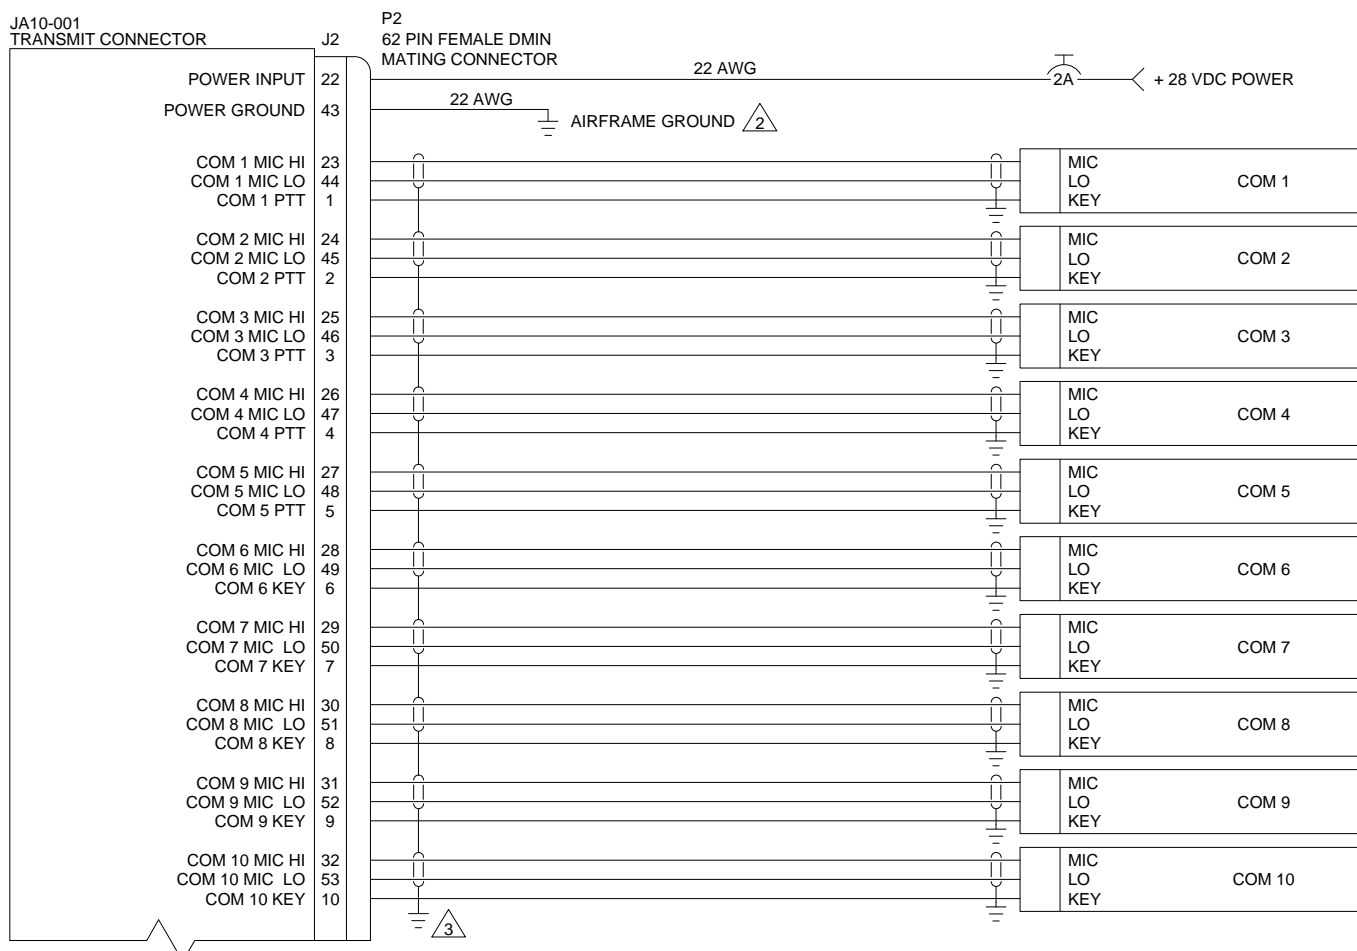 JA10-001
TRANSMIT CONNECTOR J2
P2
62 PIN FEMALE DMIN
MATING CONNECTOR
POWER INPUT 22 22 AWG 2A + 28 VDC POWER
POWER GROUND 43 22 AWG AIRFRAME GROUND 2
COM 1 MIC HI 23 MIC
COM 1 MIC LO 44 LO COM 1
COM 1 PTT 1 KEY
COM 2 MIC HI 24 MIC
COM 2 MIC LO 45 LO COM 2
COM 2 PTT 2 KEY
COM 3 MIC HI 25 MIC
COM 3 MIC LO 46 LO COM 3
COM 3 PTT 3 KEY
COM 4 MIC HI 26 MIC
COM 4 MIC LO 47 LO COM 4
COM 4 PTT 4 KEY
COM 5 MIC HI 27 MIC
COM 5 MIC LO 48 LO COM 5
COM 5 PTT 5 KEY
COM 6 MIC HI 28 MIC
COM 6 MIC LO 49 LO COM 6
COM 6 KEY 6 KEY
COM 7 MIC HI 29 MIC
COM 7 MIC LO 50 LO COM 7
COM 7 KEY 7 KEY
COM 8 MIC HI 30 MIC
COM 8 MIC LO 51 LO COM 8
COM 8 KEY 8 KEY
COM 9 MIC HI 31 MIC
COM 9 MIC LO 52 LO COM 9
COM 9 KEY 9 KEY
COM 10 MIC HI 32 MIC
COM 10 MIC LO 53 LO COM 10
COM 10 KEY 10 KEY
3